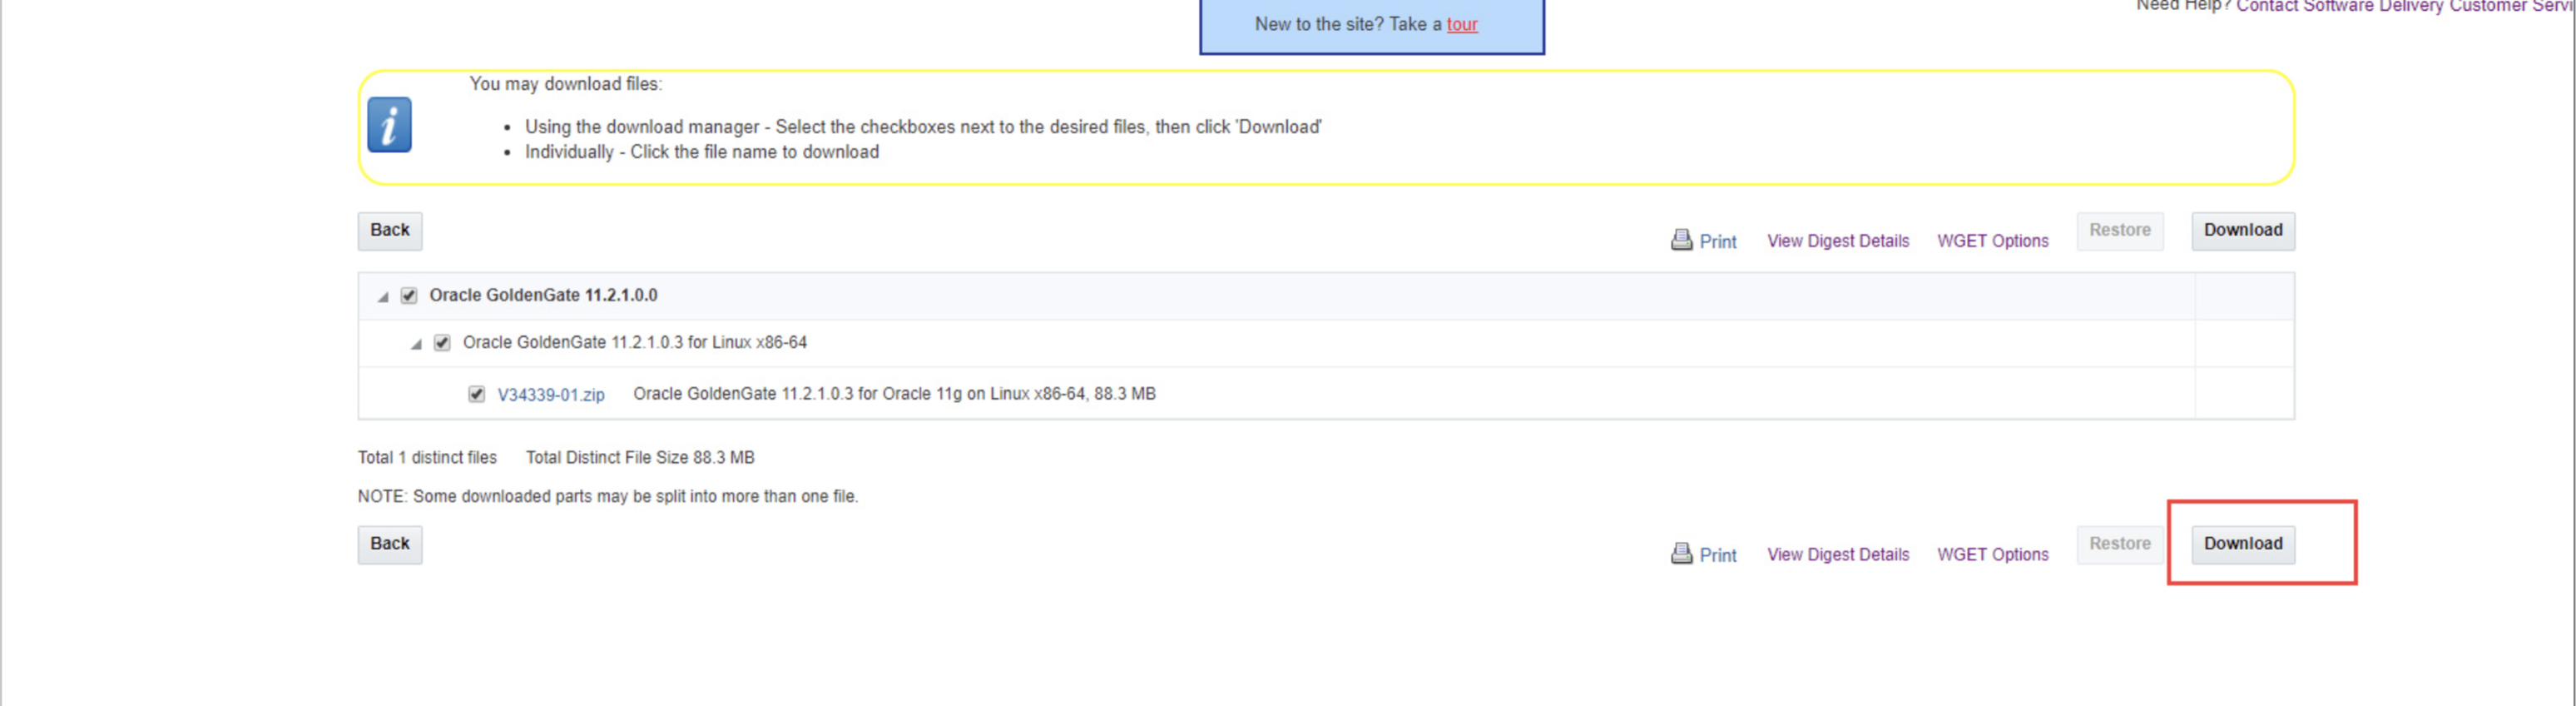 Need Help? Contact Software Delivery Customer Servi
New to the site? Take a tour
You may download files:
• Using the download manager - Select the checkboxes next to the desired files, then click 'Download'
• Individually - Click the file name to download
Back
Print View Digest Details WGET Options Restore Download
Oracle GoldenGate 11.2.1.0.0
Oracle GoldenGate 11.2.1.0.3 for Linux x86-64
V34339-01.zip Oracle GoldenGate 11.2.1.0.3 for Oracle 11g on Linux x86-64, 88.3 MB
Total 1 distinct files Total Distinct File Size 88.3 MB
NOTE: Some downloaded parts may be split into more than one file.
Back
Print View Digest Details WGET Options Restore Download